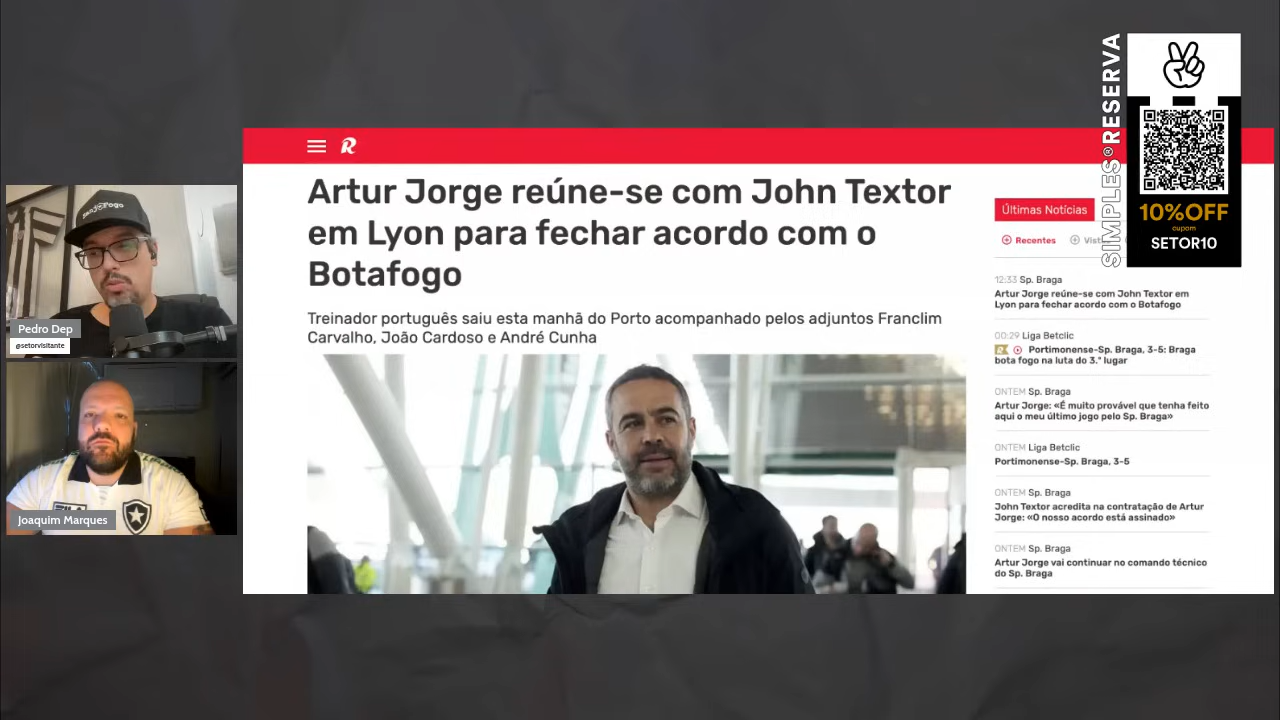 SIMPLES®RESERVA
10%OFF
cupom
SETOR10
R
Artur Jorge reúne-se com John Textor
em Lyon para fechar acordo com o
Botafogo
Treinador português saiu esta manhã do Porto acompanhado pelos adjuntos Franclim
Carvalho, João Cardoso e André Cunha
Últimas Notícias
Recentes
12:33 Sp. Braga
Artur Jorge reúne-se com John Textor em
Lyon para fechar acordo com o Botafogo
00:29 Liga Betclic
Portimonense-Sp. Braga, 3-5: Braga
bota fogo na luta do 3.º lugar
ONTEM Sp. Braga
Artur Jorge: «É muito provável que tenha feito
aqui o meu último jogo pelo Sp. Braga»
ONTEM Liga Betclic
Portimonense-Sp. Braga, 3-5
ONTEM Sp. Braga
John Textor acredita na contratação de Artur
Jorge: «O nosso acordo está assinado»
ONTEM Sp. Braga
Artur Jorge vai continuar no comando técnico
do Sp. Braga
Pedro Dep
@setorvisitante
Joaquim Marques